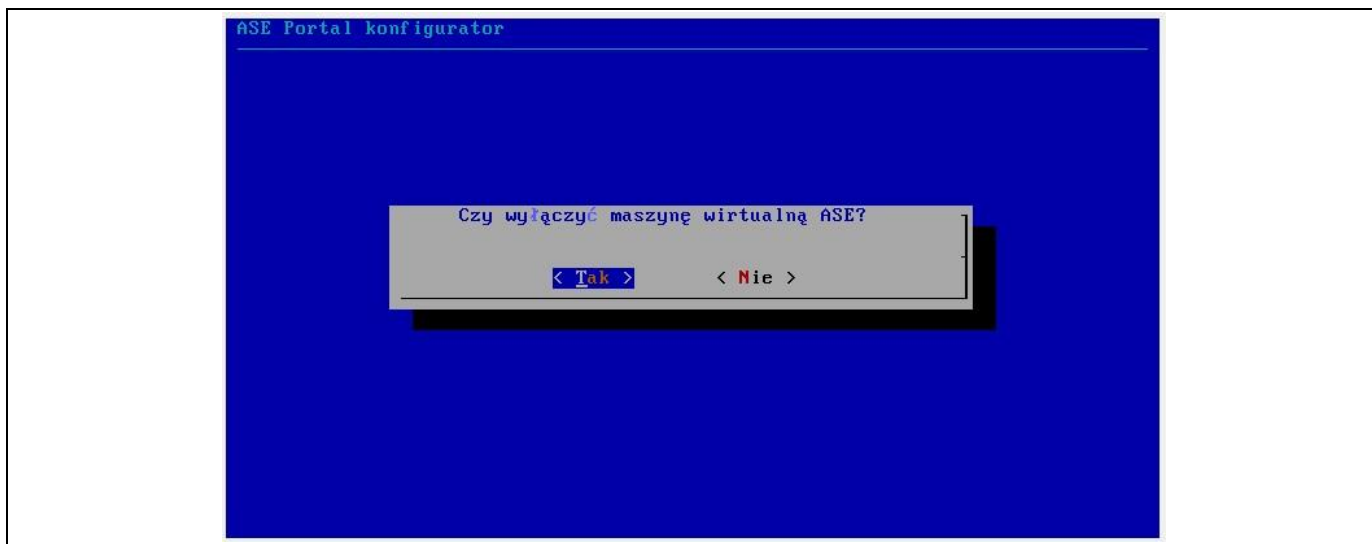 ASE Portal konfigurator
Czy wyłączyć maszynę wirtualną ASE?
< Tak > < Nie >